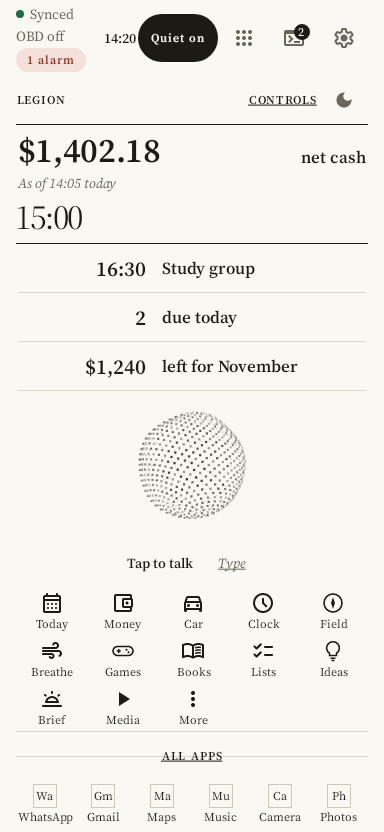 Synced
OBD off
1 alarm
14:20
Quiet on
2
LEGION
CONTROLS
$1,402.18
net cash
As of 14:05 today
15:00
16:30 Study group
2 due today
$1,240 left for November
Tap to talk Type
Today Money Car Clock Field
Breathe Games Books Lists Ideas
Brief Media More
ALL APPS
Wa Gm Ma Mu Ca Ph
WhatsApp Gmail Maps Music Camera Photos